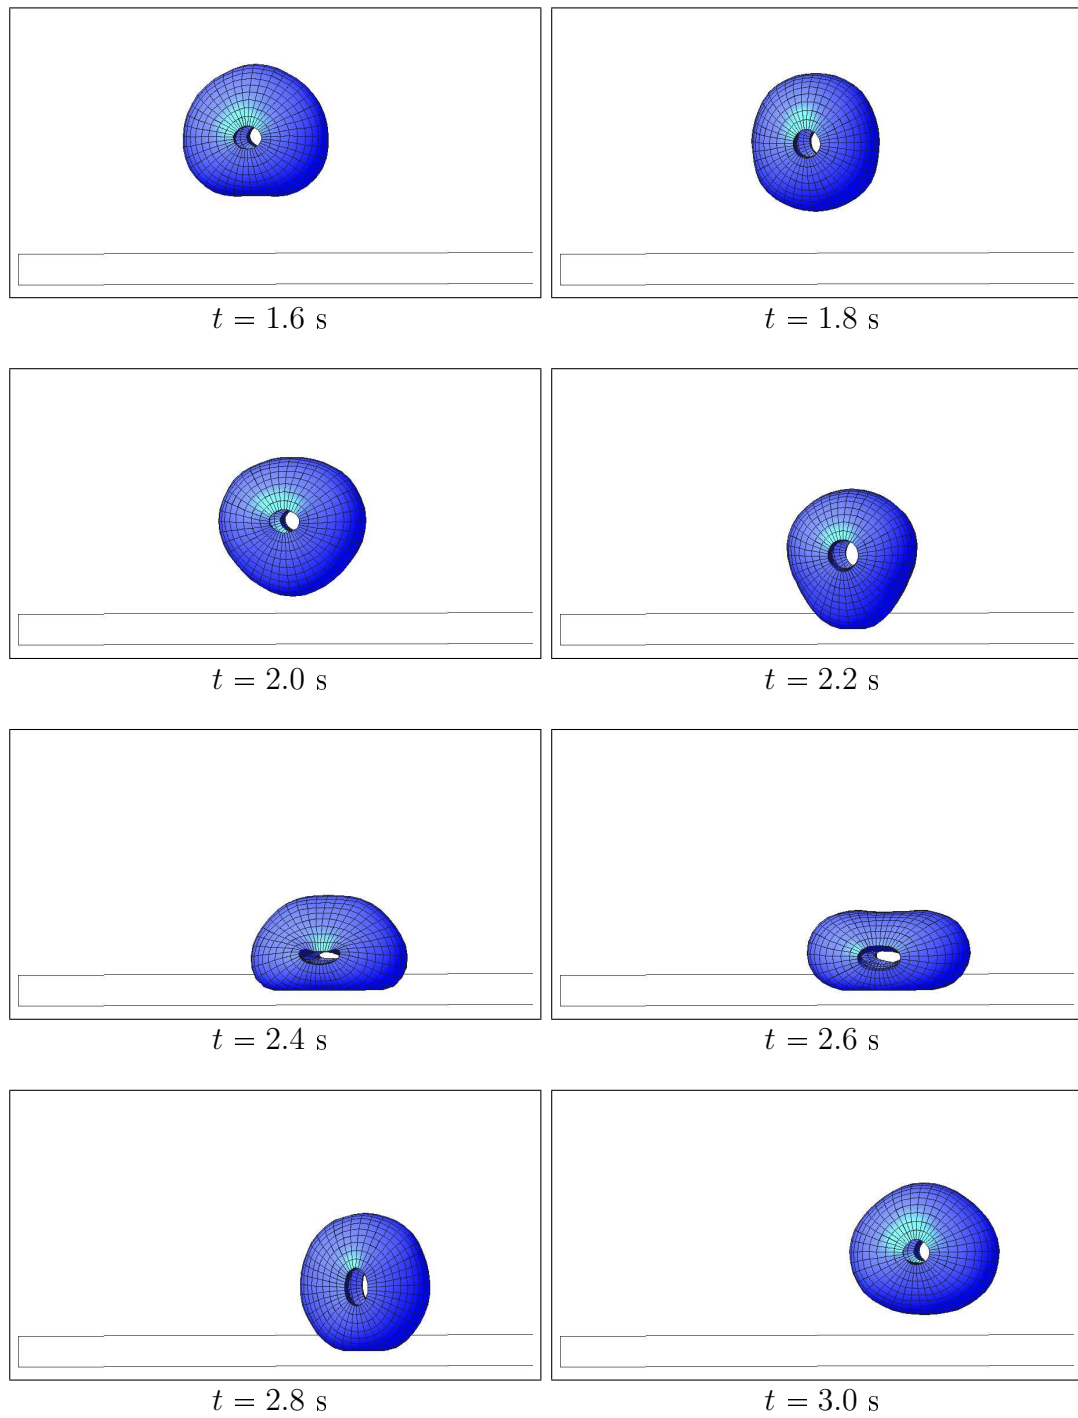 t = 1.6 s
t = 1.8 s
t = 2.0 s
t = 2.2 s
t = 2.4 s
t = 2.6 s
t = 2.8 s
t = 3.0 s